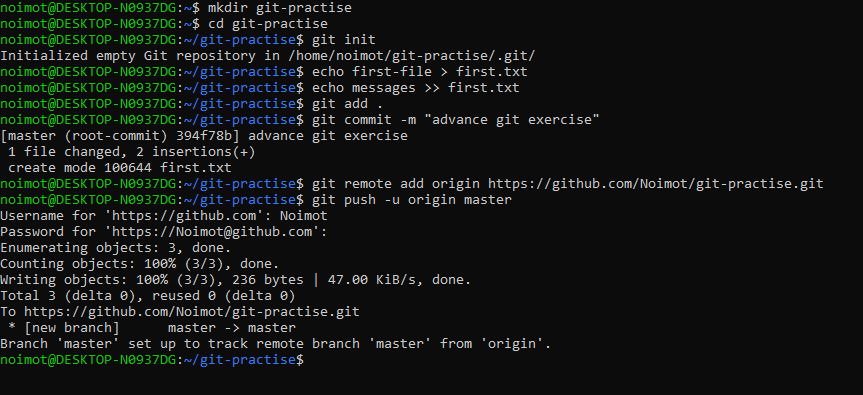 noimot@DESKTOP-N0937DG:~$ mkdir git-practise
noimot@DESKTOP-N0937DG:~$ cd git-practise
noimot@DESKTOP-N0937DG:~/git-practise$ git init
Initialized empty Git repository in /home/noimot/git-practise/.git/
noimot@DESKTOP-N0937DG:~/git-practise$ echo first-file > first.txt
noimot@DESKTOP-N0937DG:~/git-practise$ echo messages >> first.txt
noimot@DESKTOP-N0937DG:~/git-practise$ git add .
noimot@DESKTOP-N0937DG:~/git-practise$ git commit -m "advance git exercise"
[master (root-commit) 394f78b] advance git exercise
 1 file changed, 2 insertions(+)
 create mode 100644 first.txt
noimot@DESKTOP-N0937DG:~/git-practise$ git remote add origin https://github.com/Noimot/git-practise.git
noimot@DESKTOP-N0937DG:~/git-practise$ git push -u origin master
Username for 'https://github.com': Noimot
Password for 'https://Noimot@github.com':
Enumerating objects: 3, done.
Counting objects: 100% (3/3), done.
Writing objects: 100% (3/3), 236 bytes | 47.00 KiB/s, done.
Total 3 (delta 0), reused 0 (delta 0)
To https://github.com/Noimot/git-practise.git
 * [new branch]      master -> master
Branch 'master' set up to track remote branch 'master' from 'origin'.
noimot@DESKTOP-N0937DG:~/git-practise$